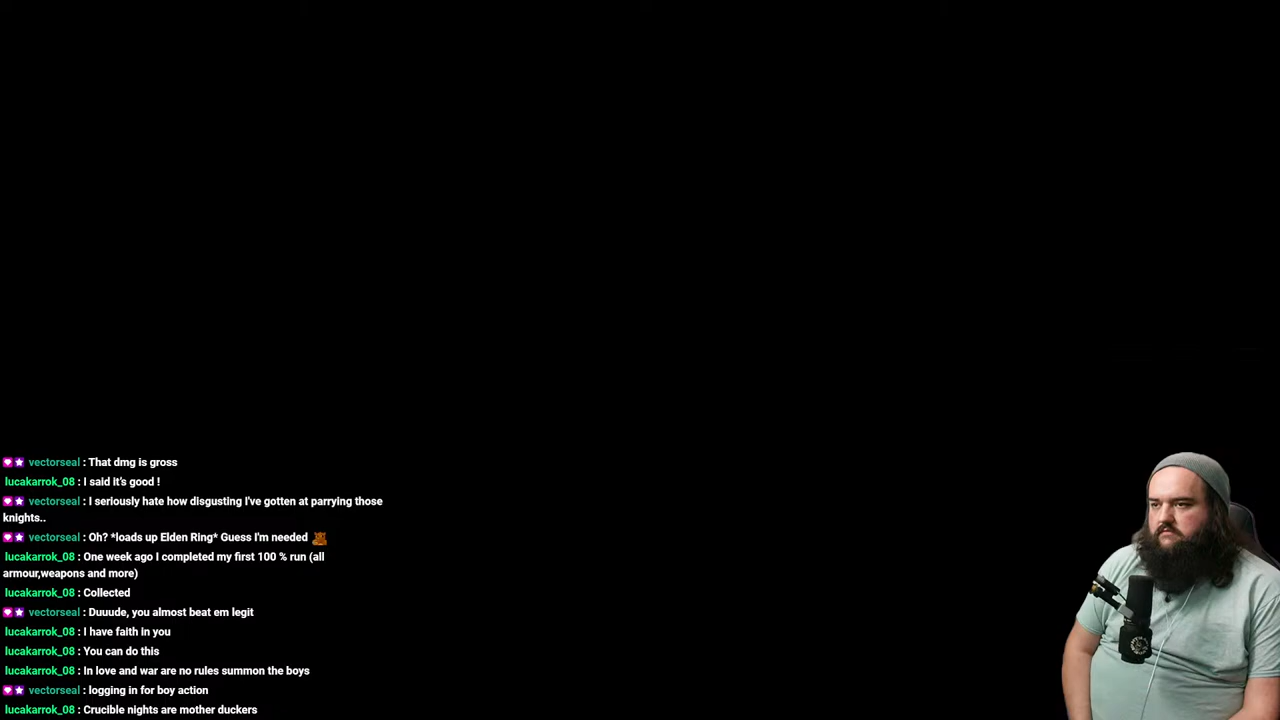 vectorseal : That dmg is gross
lucakarrok_08 : I said it's good !
vectorseal : I seriously hate how disgusting I've gotten at parrying those
knights..
vectorseal : Oh? *loads up Elden Ring* Guess I'm needed
lucakarrok_08 : One week ago I completed my first 100 % run (all
armour,weapons and more)
lucakarrok_08 : Collected
vectorseal : Duuude, you almost beat em legit
lucakarrok_08 : I have faith in you
lucakarrok_08 : You can do this
lucakarrok_08 : In love and war are no rules summon the boys
vectorseal : logging in for boy action
lucakarrok_08 : Crucible nights are mother duckers